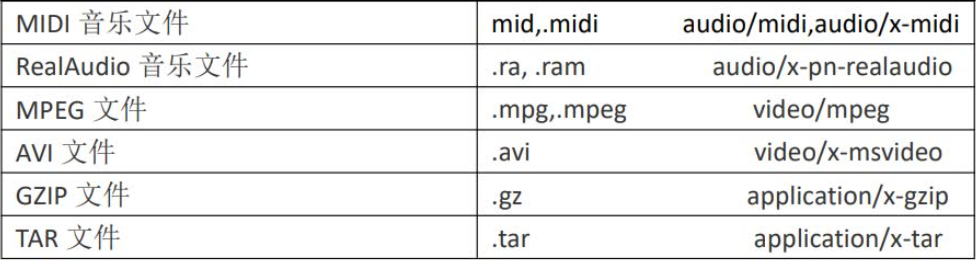 MIDI 音乐文件 mid,.midi audio/midi,audio/x-midi
RealAudio 音乐文件 .ra, .ram audio/x-pn-realaudio
MPEG 文件 .mpg,.mpeg video/mpeg
AVI 文件 .avi video/x-msvideo
GZIP 文件 .gz application/x-gzip
TAR 文件 .tar application/x-tar